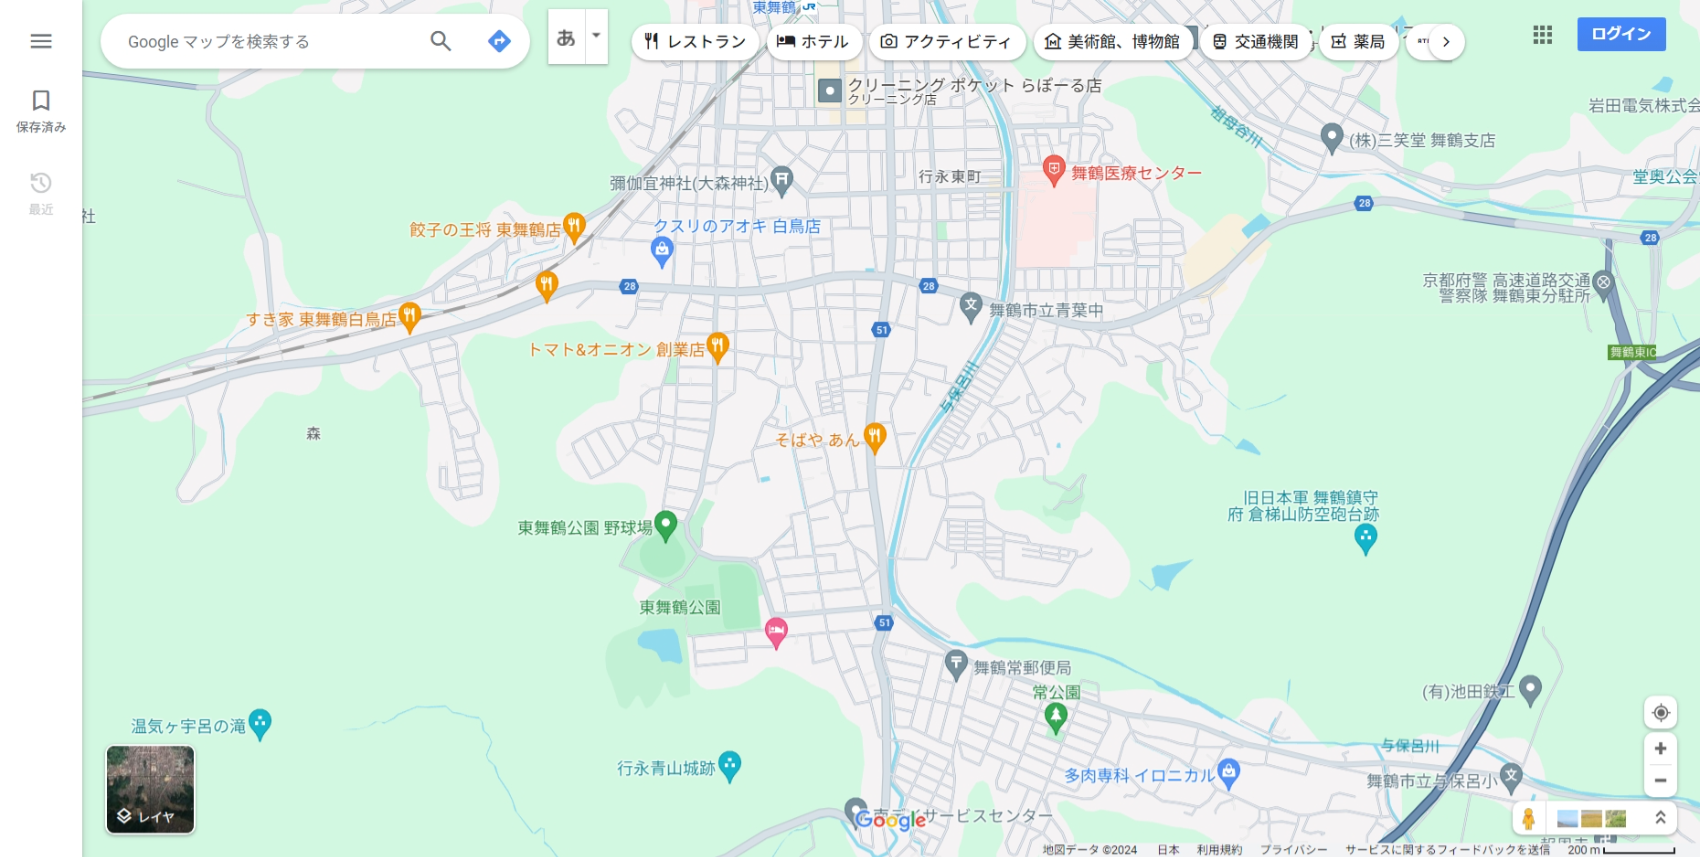 東舞鶴
JR
Google マップを検索する
あ
レストラン
ホテル
アクティビティ
美術館、博物館
交通機関
薬局
ログイン
保存済み
最近
クリーニング ポケット らぽーる店
クリーニング店
岩田電気株式会
祖母谷川
(株)三笑堂 舞鶴支店
行永東町
舞鶴医療センター
堂奥公会
彌伽宜神社(大森神社)
28
社
餃子の王将 東舞鶴店
クスリのアオキ 白鳥店
28
京都府警 高速道路交通
警察隊 舞鶴東分駐所
28
28
文
舞鶴市立青葉中
すき家 東舞鶴白鳥店
51
トマト&オニオン 創業店
舞鶴東IC
与保呂川
森
そばや あん
旧日本軍 舞鶴鎮守
府 倉梯山防空砲台跡
東舞鶴公園 野球場
東舞鶴公園
51
舞鶴常郵便局
常公園
(有)池田鉄工
温気ヶ宇呂の滝
与保呂川
行永青山城跡
多肉専科 イロニカル
舞鶴市立与保呂小
文
レイヤ
南デイサービスセンター
Google
地図データ ©2024 日本 利用規約 プライバシー サービスに関するフィードバックを送信 200 m